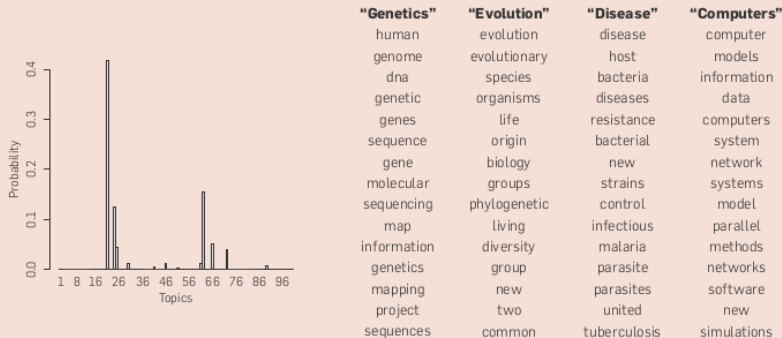 Probability
0.4
0.3
0.2
0.1
0.0
1 8 16 26 36 46 56 66 76 86 96
Topics
“Genetics” “Evolution” “Disease” “Computers”
human evolution disease computer
genome evolutionary host models
dna species bacteria information
genetic organisms diseases data
genes life resistance computers
sequence origin bacterial system
gene biology new network
molecular groups strains systems
sequencing phylogenetic control model
map living infectious parallel
information diversity malaria methods
genetics group parasite networks
mapping new parasites software
project two united new
sequences common tuberculosis simulations